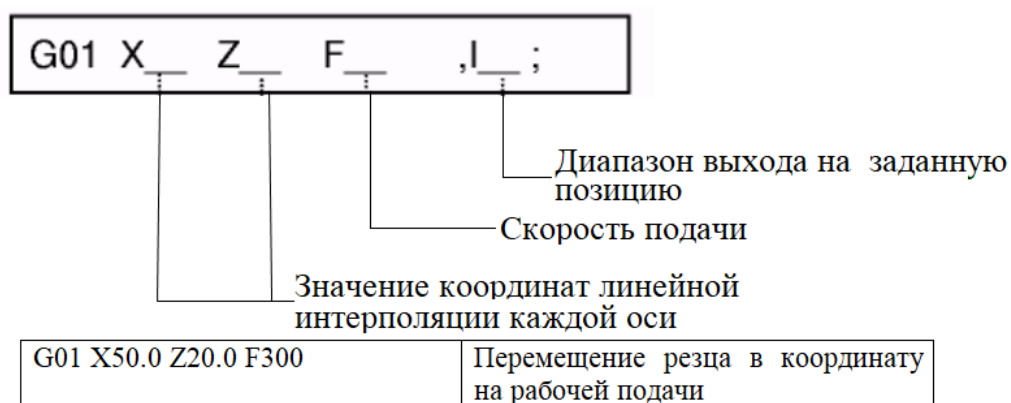 G01 X__ Z__ F__ ,I__ ;
Диапазон выхода на заданную
позицию
Скорость подачи
Значение координат линейной
интерполяции каждой оси
G01 X50.0 Z20.0 F300
Перемещение резца в координату
на рабочей подачи